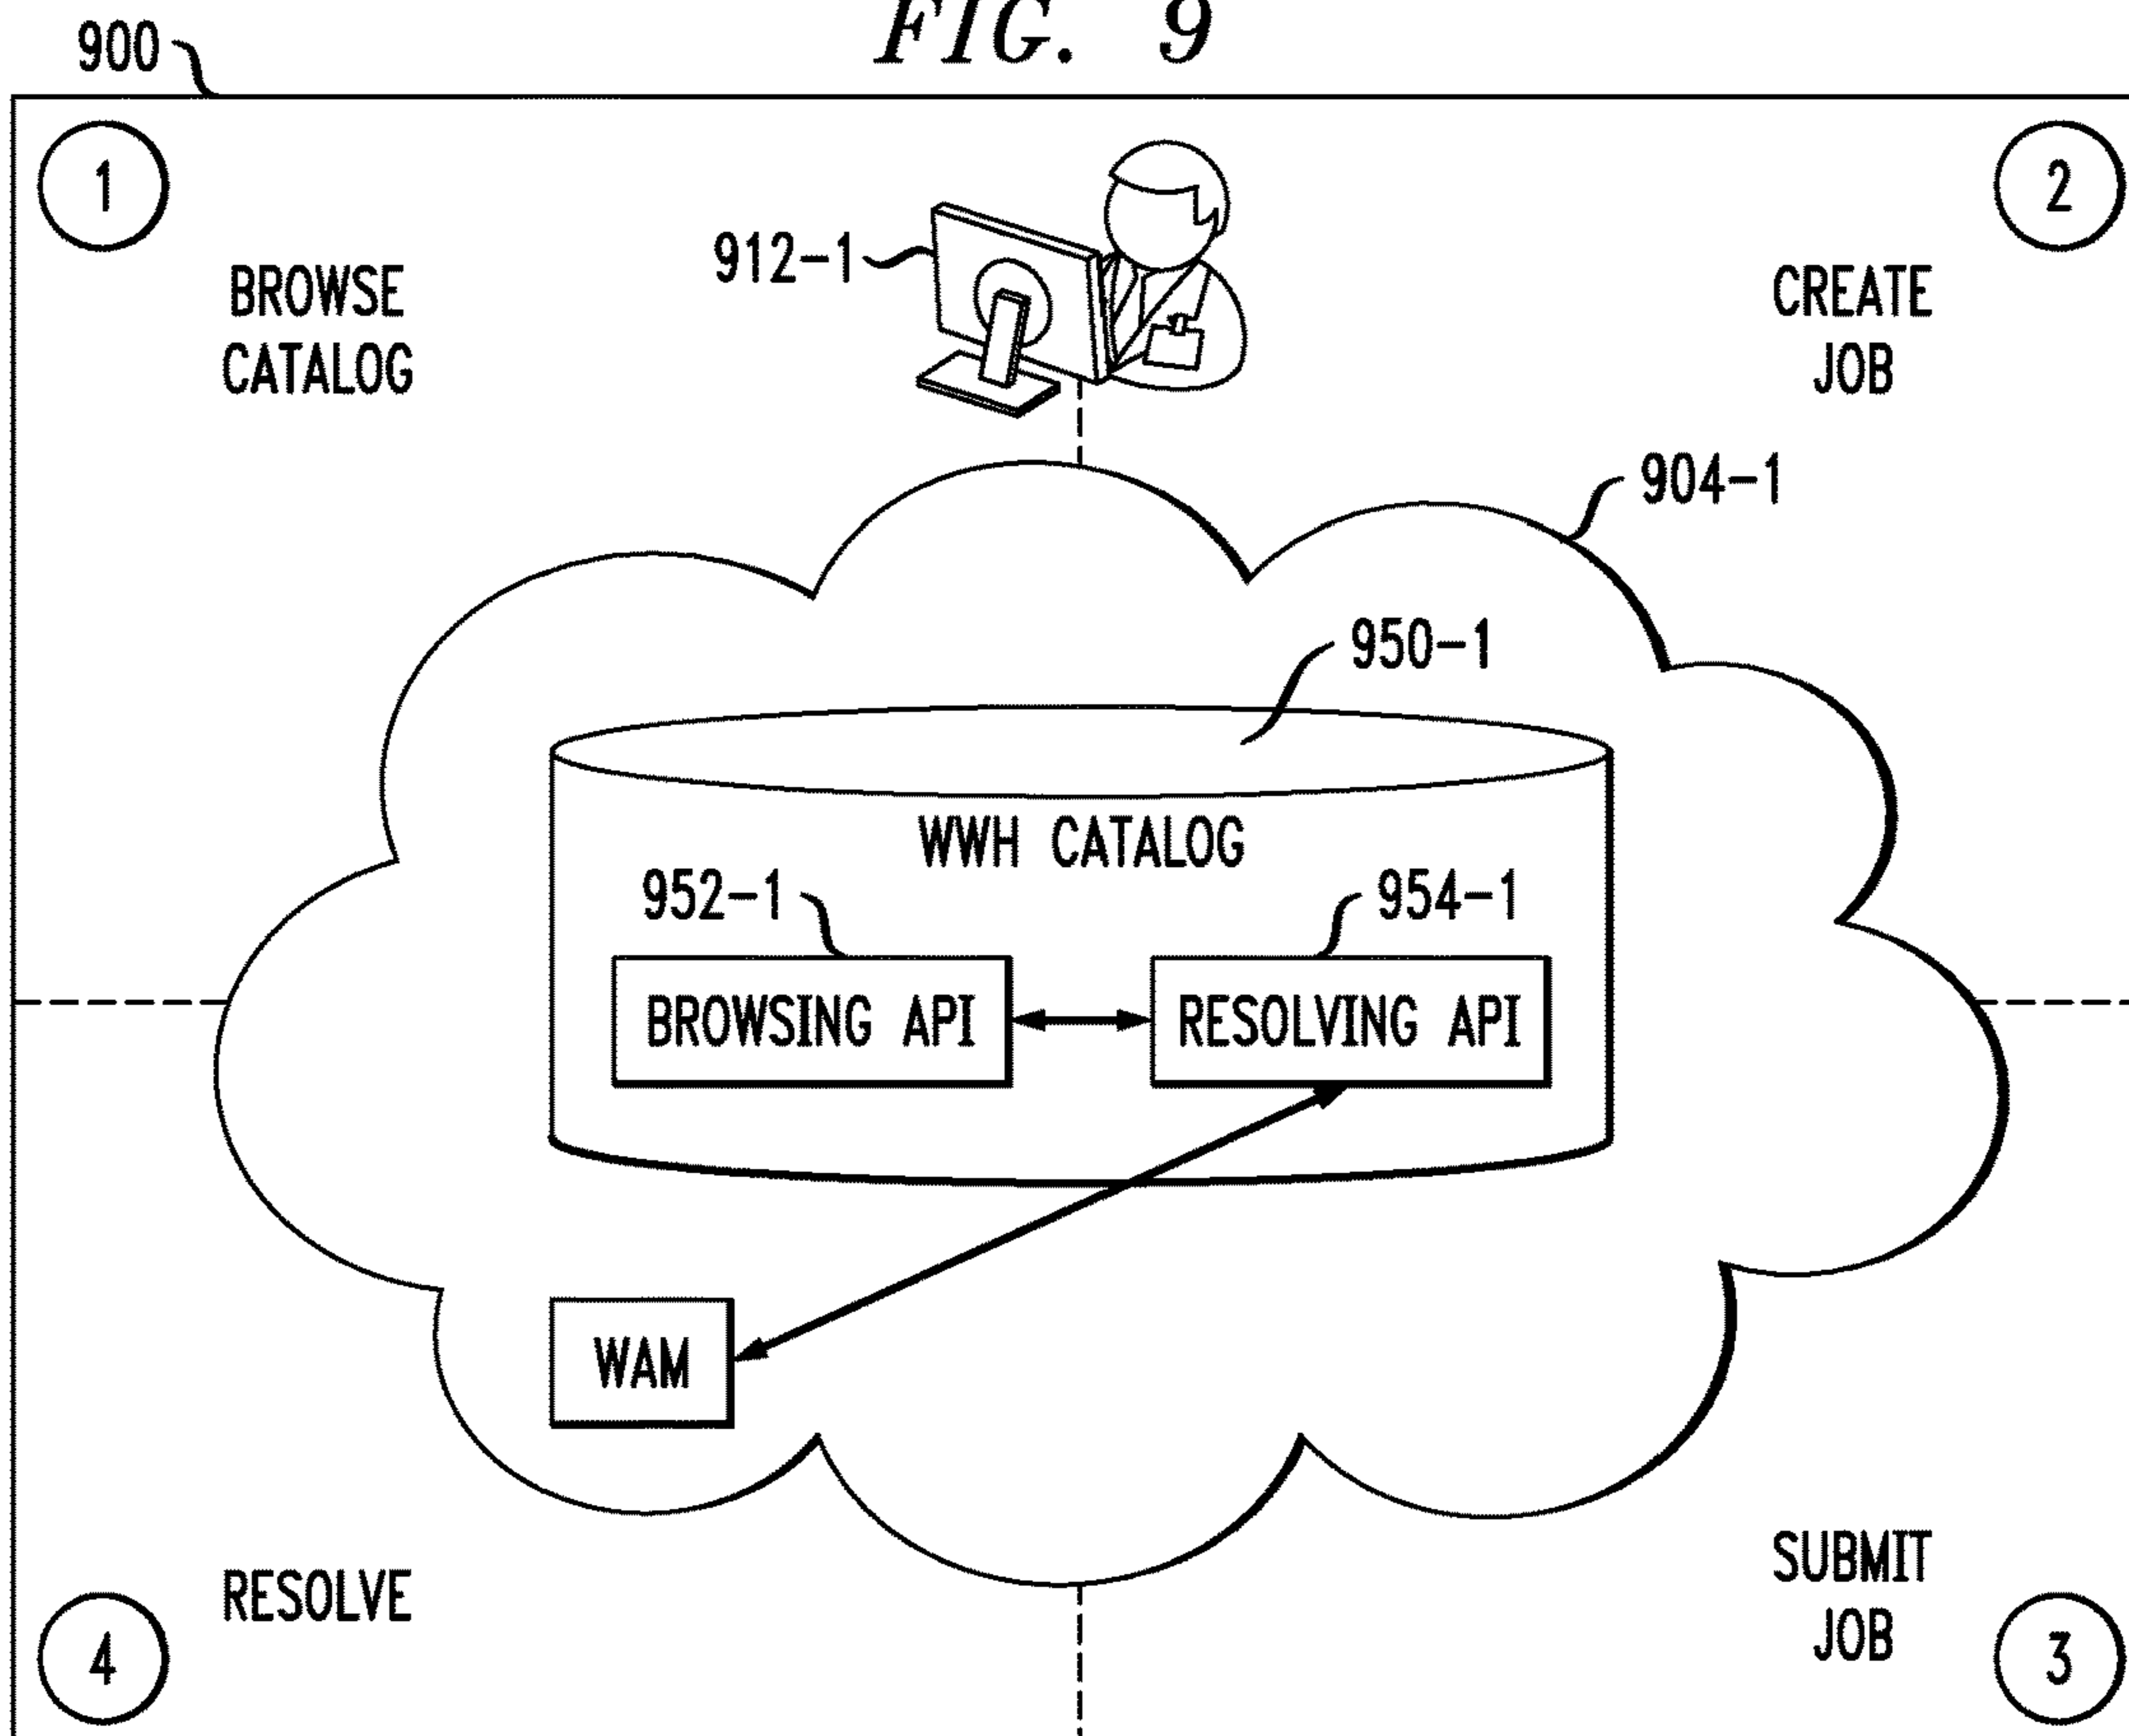 FIG. 9
900
1
2
912-1
BROWSE
CATALOG
CREATE
JOB
904-1
950-1
WWH CATALOG
952-1
954-1
BROWSING API
RESOLVING API
WAM
RESOLVE
SUBMIT
JOB
4
3